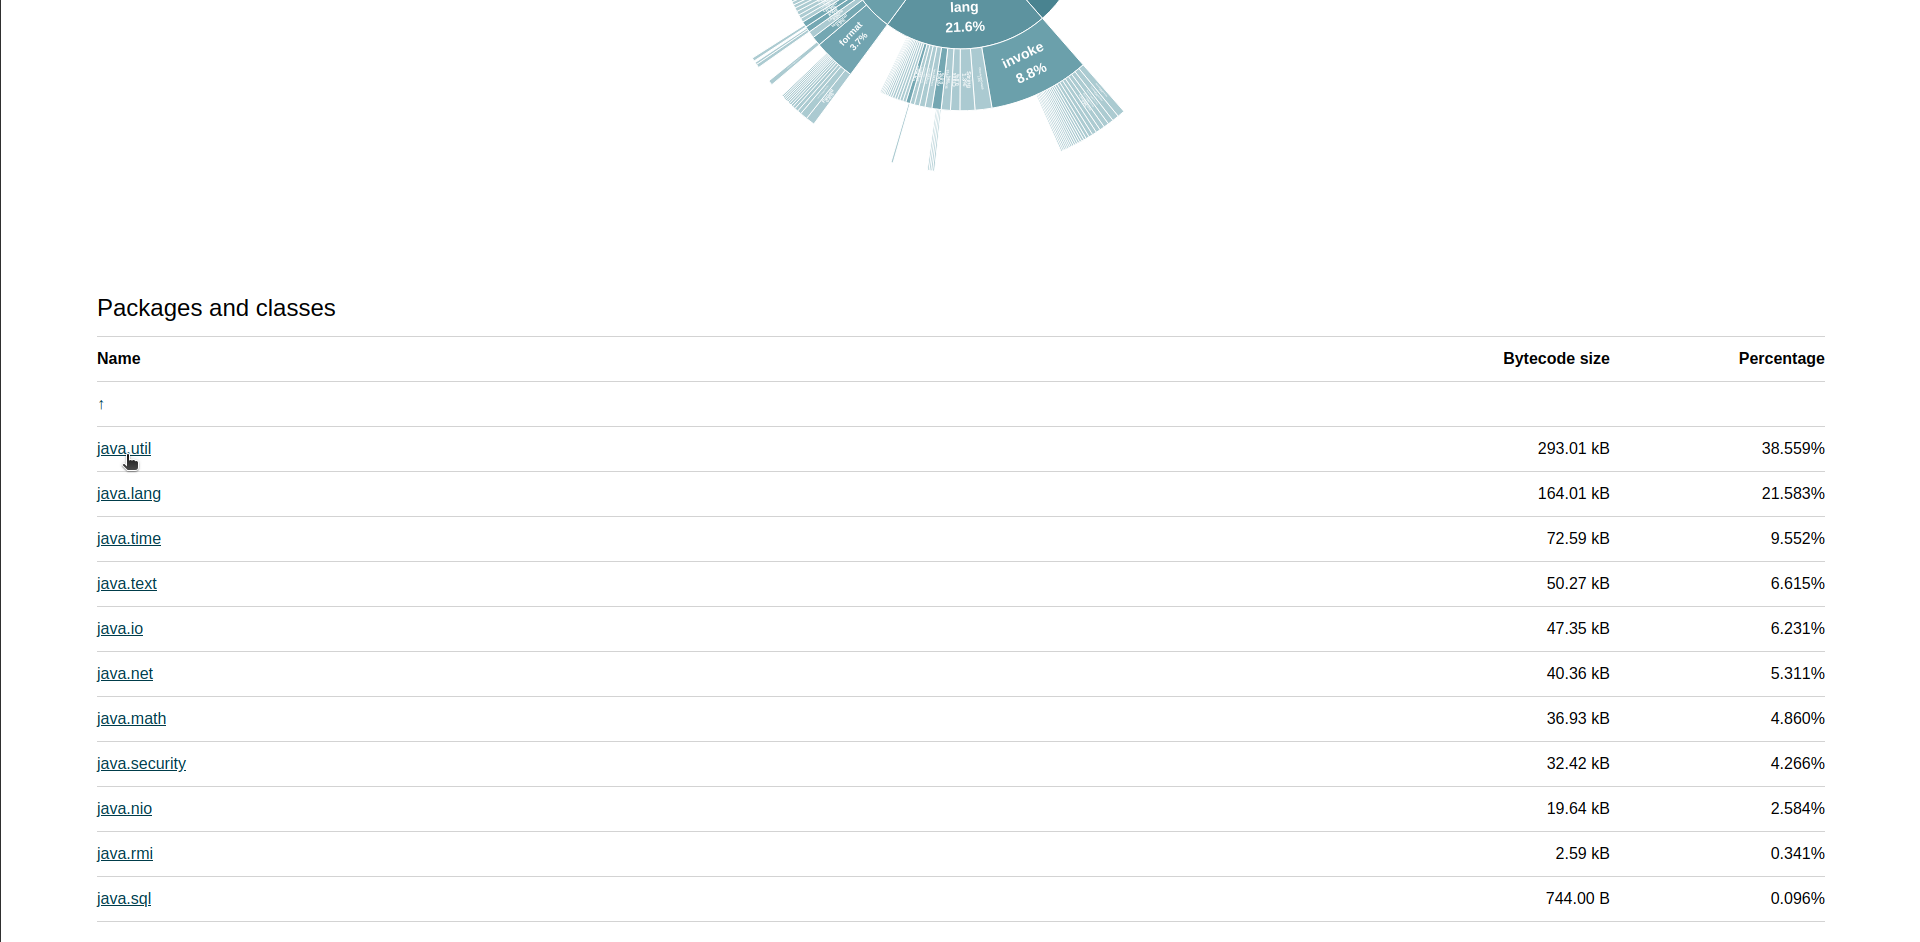 lang
21.6%
format
3.7%
invoke
8.8%
Packages and classes
Name Bytecode size Percentage
↑
java.util 293.01 kB 38.559%
java.lang 164.01 kB 21.583%
java.time 72.59 kB 9.552%
java.text 50.27 kB 6.615%
java.io 47.35 kB 6.231%
java.net 40.36 kB 5.311%
java.math 36.93 kB 4.860%
java.security 32.42 kB 4.266%
java.nio 19.64 kB 2.584%
java.rmi 2.59 kB 0.341%
java.sql 744.00 B 0.096%